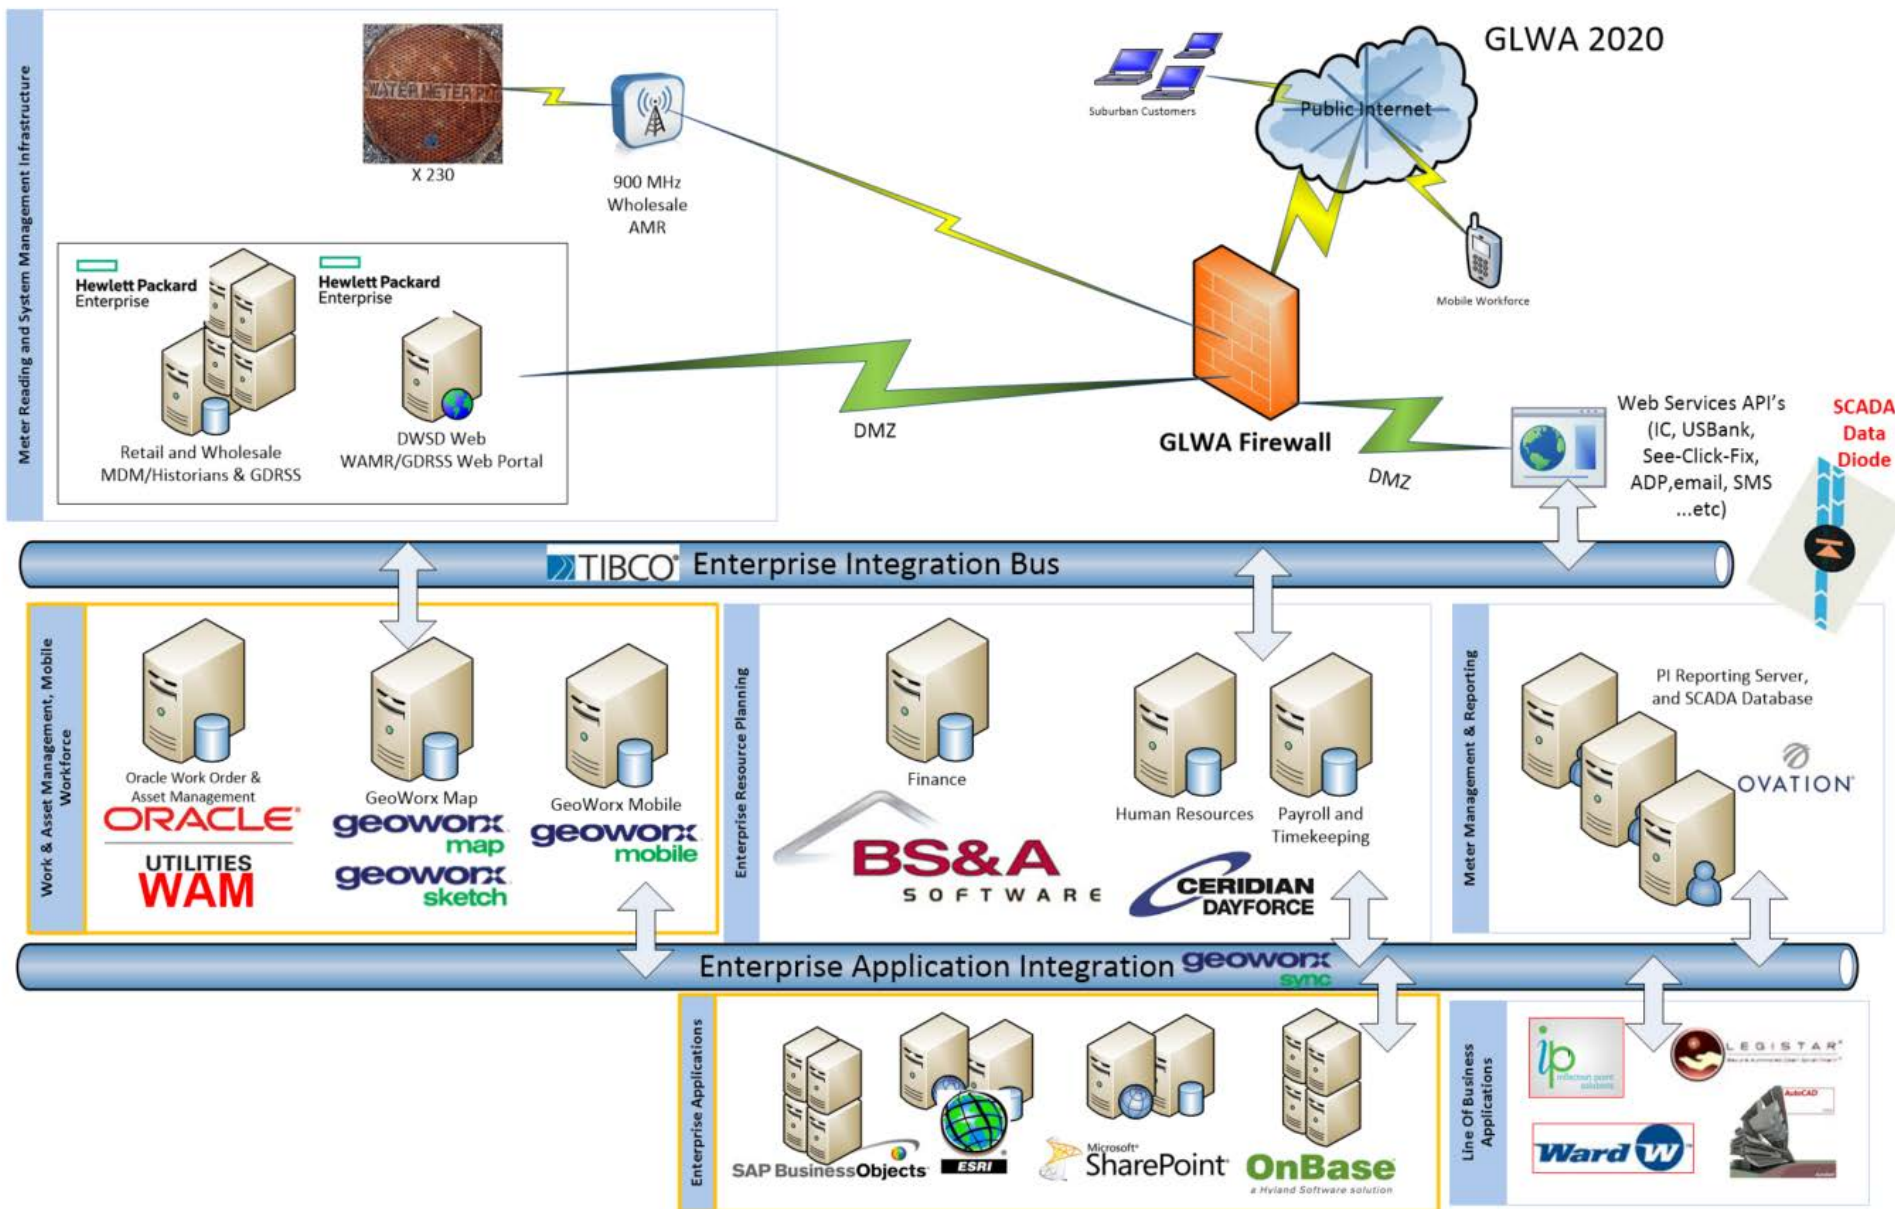 GLWA 2020
Meter Reading and System Management Infrastructure
WATER METER
X 230
900 MHz
Wholesale
AMR
Suburban Customers
Public Internet
Mobile Workforce
Hewlett Packard
Enterprise
Hewlett Packard
Enterprise
Retail and Wholesale
MDM/Historians & GDRSS
DWSD Web
WAMR/GDRSS Web Portal
DMZ
GLWA Firewall
DMZ
Web Services API's
(IC, USBank,
See-Click-Fix,
ADP,email, SMS
...etc)
SCADA
Data
Diode
TIBCO® Enterprise Integration Bus
Work & Asset Management, Mobile
Workforce
Oracle Work Order &
Asset Management
ORACLE®
UTILITIES
WAM
GeoWorx Map
geoworx
map
geoworx
sketch
GeoWorx Mobile
geoworx
mobile
Enterprise Resource Planning
Finance
BS&A
SOFTWARE
Human Resources
Payroll and
Timekeeping
CERIDIAN
DAYFORCE
Meter Management & Reporting
PI Reporting Server,
and SCADA Database
OVATION
Enterprise Application Integration geoworx
sync
Enterprise Applications
SAP BusinessObjects
ESRI
Microsoft®
SharePoint
OnBase
a Hyland Software solution
Line Of Business
Applications
ip
solutions
LEGISTAR
Ward W
AutoCAD